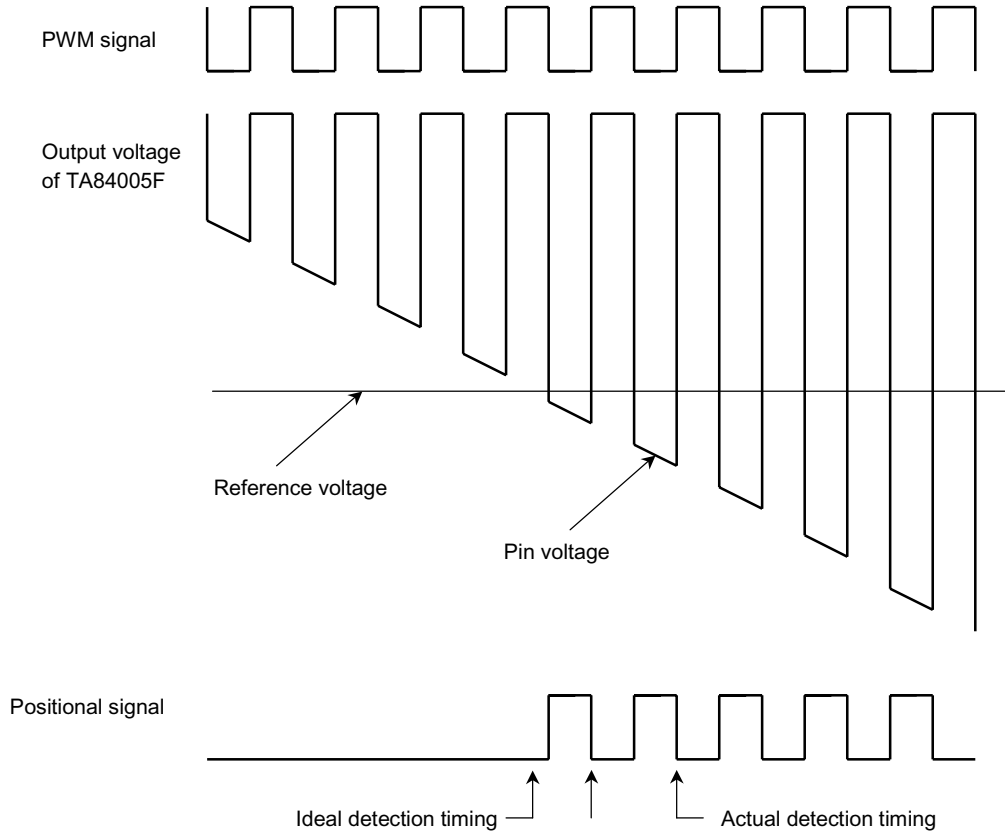 PWM signal
Output voltage
of TA84005F
Reference voltage
Pin voltage
Positional signal
Ideal detection timing
Actual detection timing